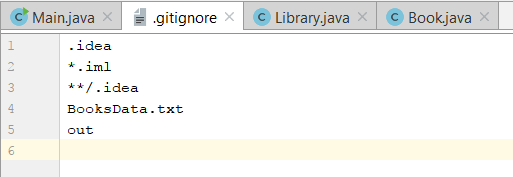 Main.java .gitignore Library.java Book.java
1 .idea
2 *.iml
3 **/.idea
4 BooksData.txt
5 out
6